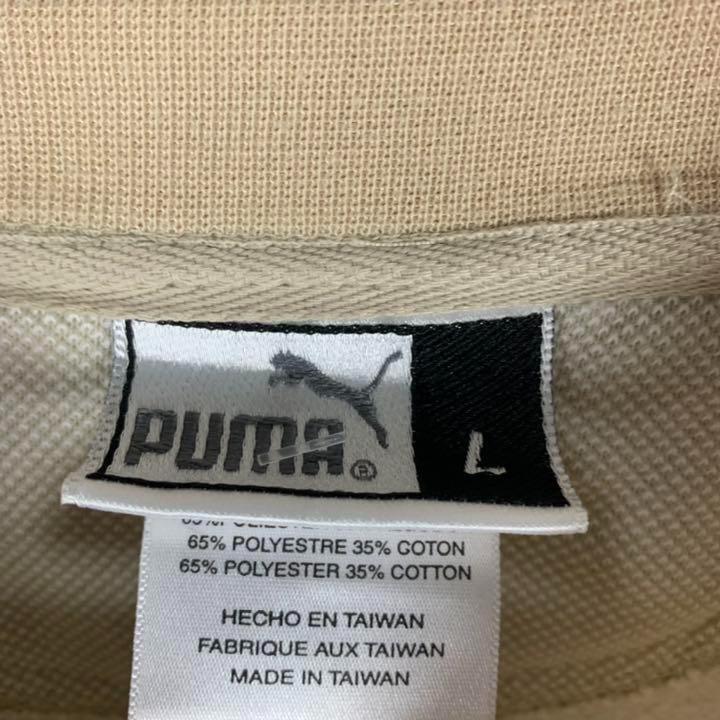 PUMA®
L
65% POLYESTRE 35% COTON
65% POLYESTER 35% COTTON
HECHO EN TAIWAN
FABRIQUE AUX TAIWAN
MADE IN TAIWAN